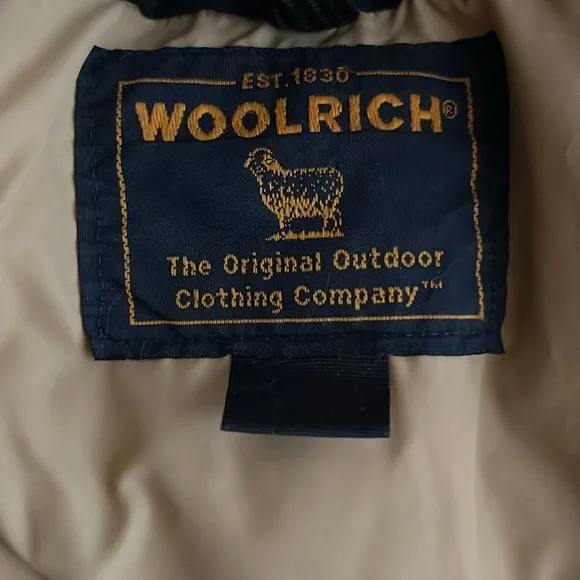 EST. 1830
WOOLRICH®
The Original Outdoor
Clothing Company™